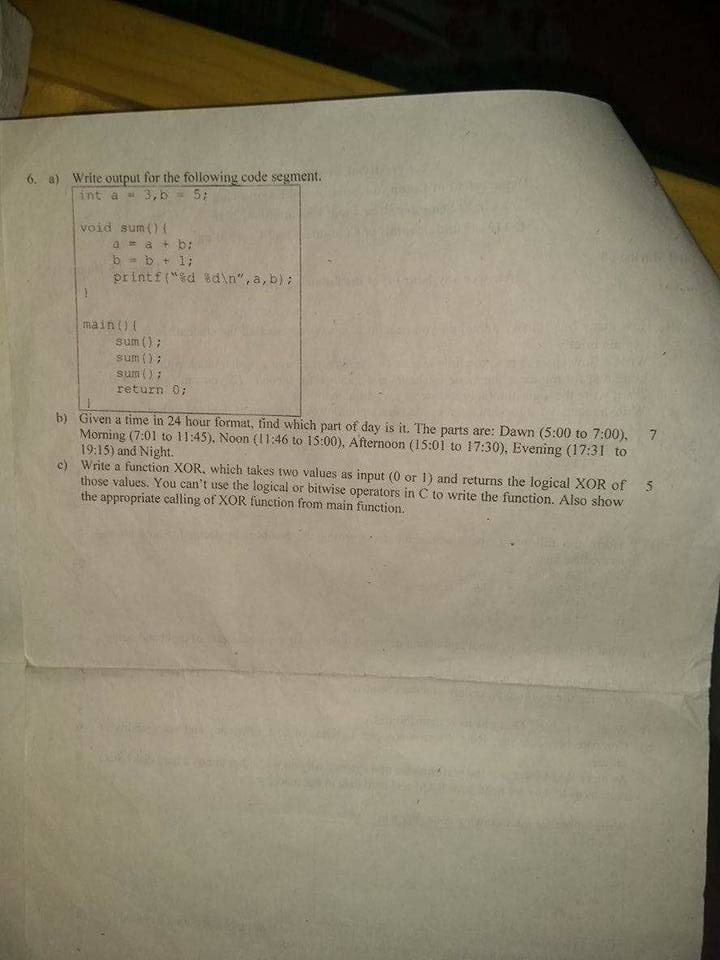 6. a) Write output for the following code segment.
int a = 3,b = 5;
void sum(){
a = a + b;
b = b + 1;
printf("%d %d\n",a,b);
}
main(){
sum();
sum();
sum();
return 0;
}
b) Given a time in 24 hour format, find which part of day is it. The parts are: Dawn (5:00 to 7:00), 7
Morning (7:01 to 11:45), Noon (11:46 to 15:00), Afternoon (15:01 to 17:30), Evening (17:31 to
19:15) and Night.
c) Write a function XOR, which takes two values as input (0 or 1) and returns the logical XOR of 5
those values. You can't use the logical or bitwise operators in C to write the function. Also show
the appropriate calling of XOR function from main function.